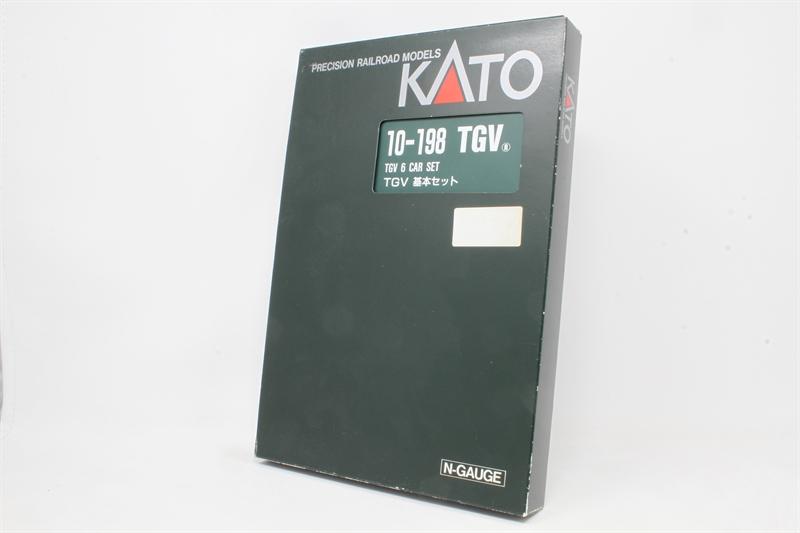 PRECISION RAILROAD MODELS
KATO
10-198 TGV®
TGV 6 CAR SET
TGV 基本セット
N-GAUGE
KATO